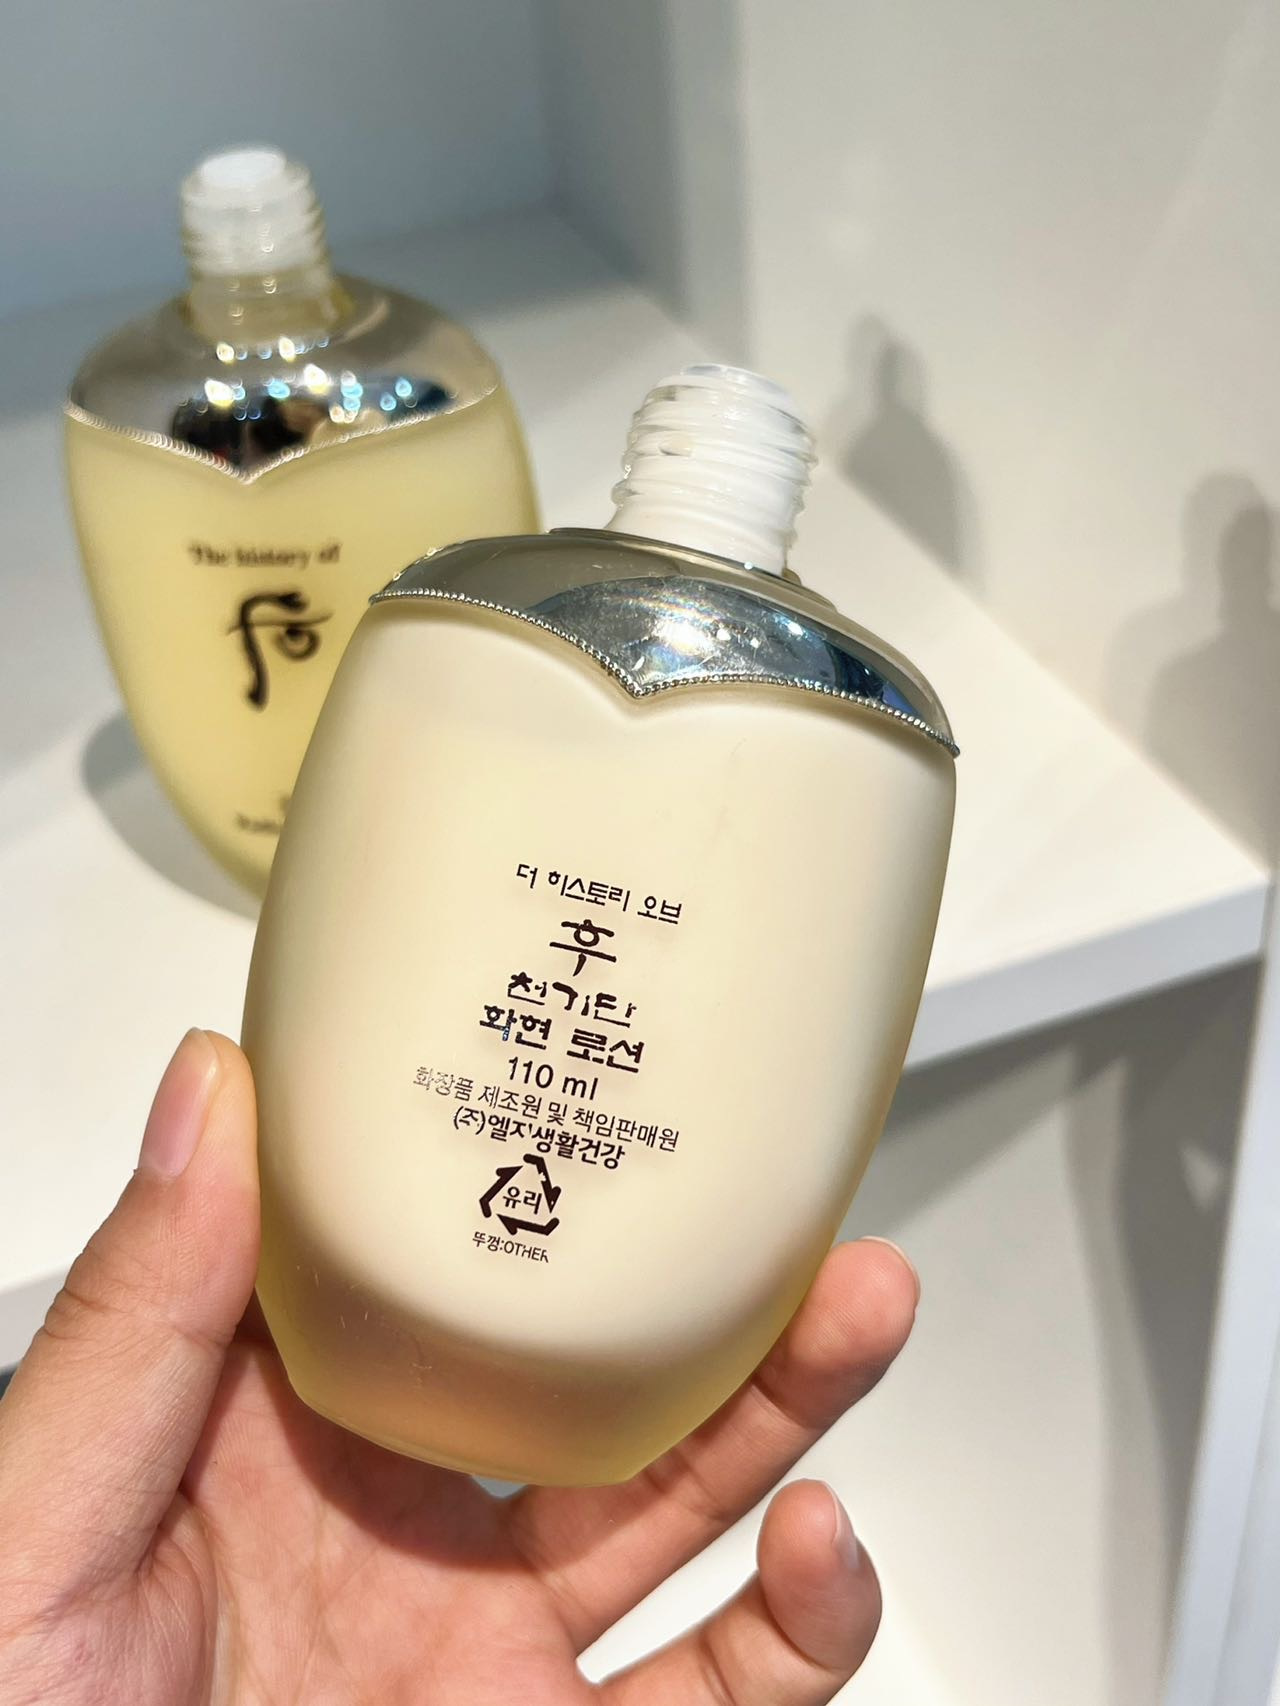 The history of
后
더 히스토리 오브
후
천기단
화현 로션
110 ml
화장품 제조원 및 책임판매원
(주)엘지생활건강
유리
뚜껑:OTHER